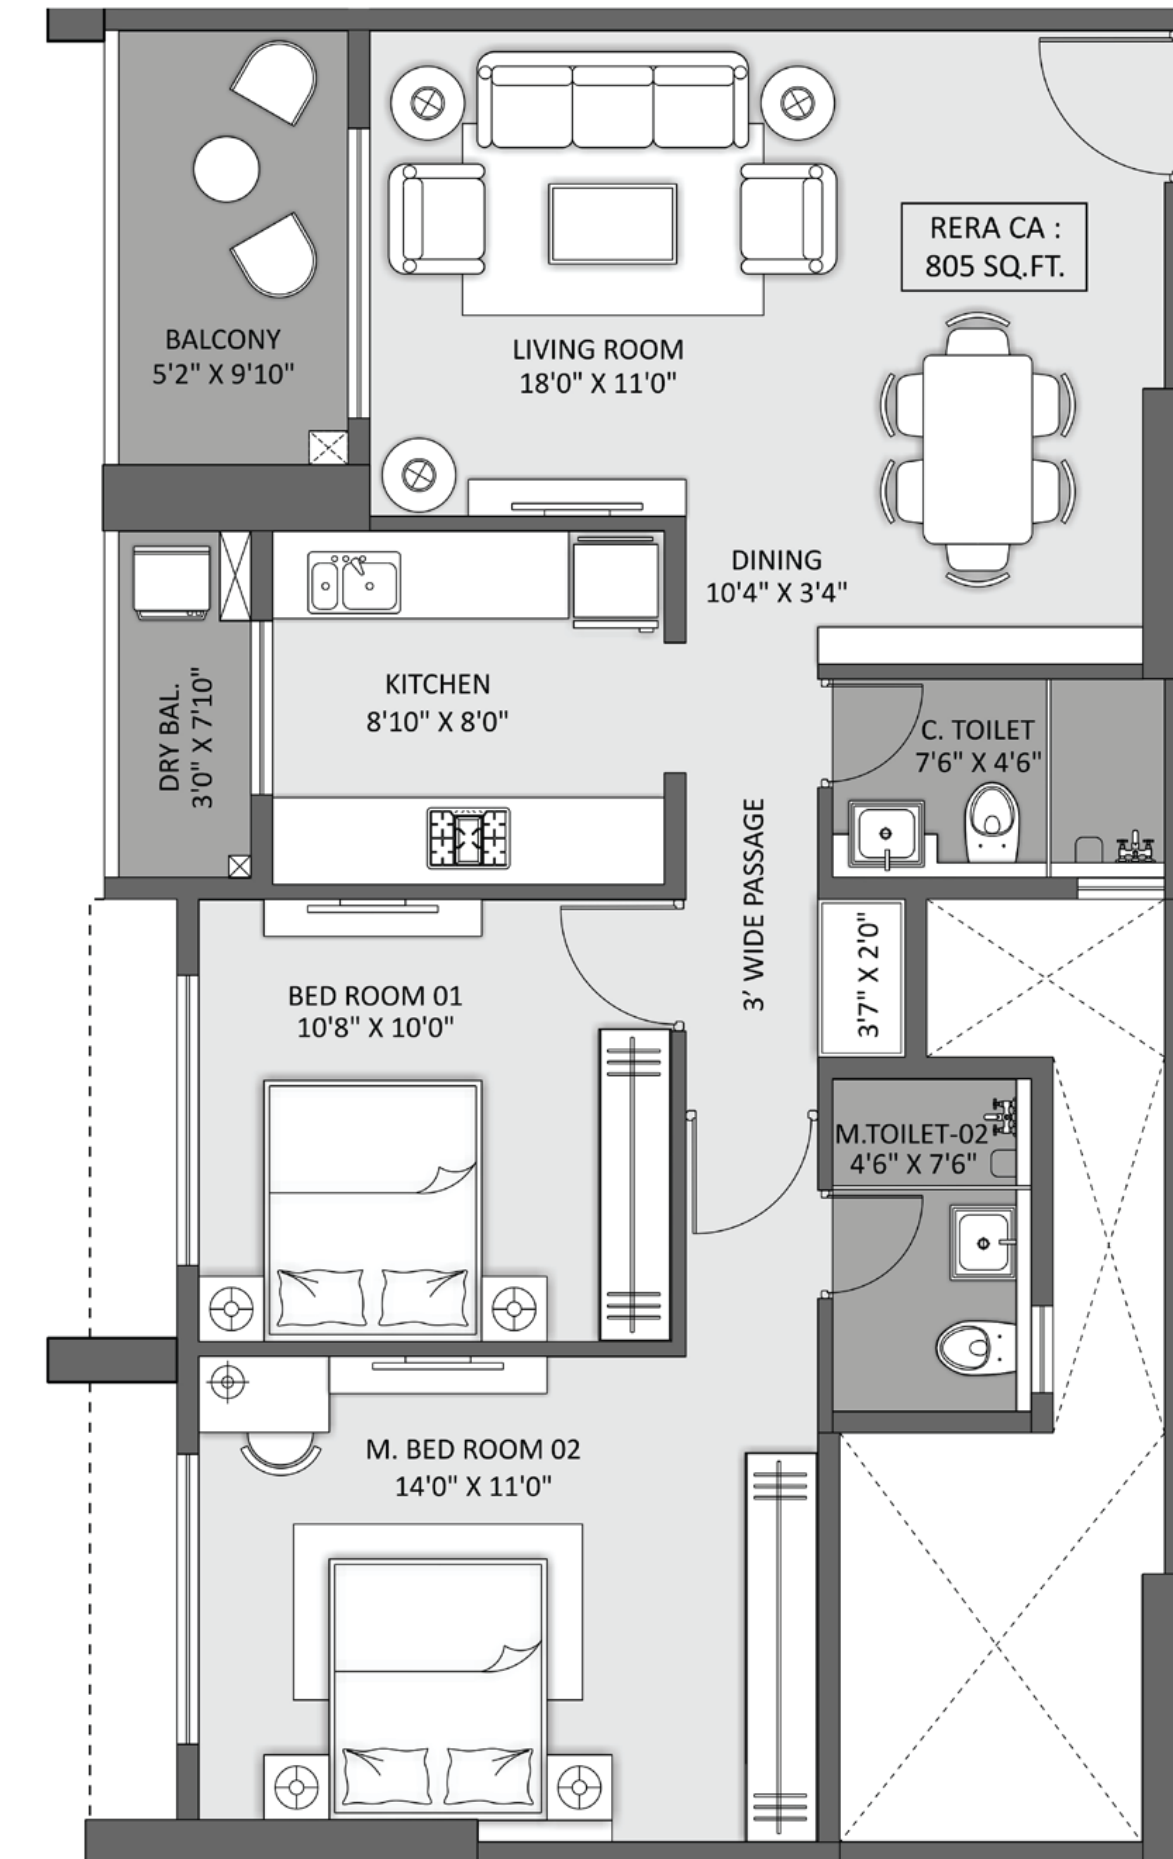 RERA CA :
805 SQ.FT.
BALCONY
5'2" X 9'10"
LIVING ROOM
18'0" X 11'0"
DINING
10'4" X 3'4"
KITCHEN
8'10" X 8'0"
DRY BAL.
3'0" X 7'10"
C. TOILET
7'6" X 4'6"
3' WIDE PASSAGE
3'7" X 2'0"
BED ROOM 01
10'8" X 10'0"
M.TOILET-02
4'6" X 7'6"
M. BED ROOM 02
14'0" X 11'0"